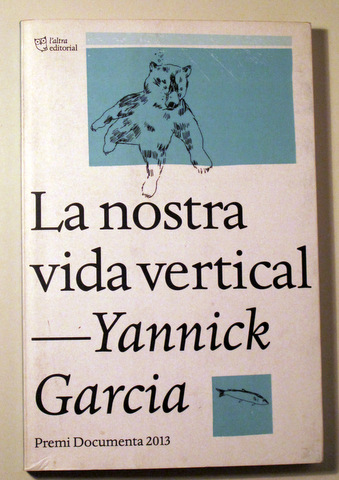 l'altra
editorial
La nostra
vida vertical
—Yannick
Garcia
Premi Documenta 2013